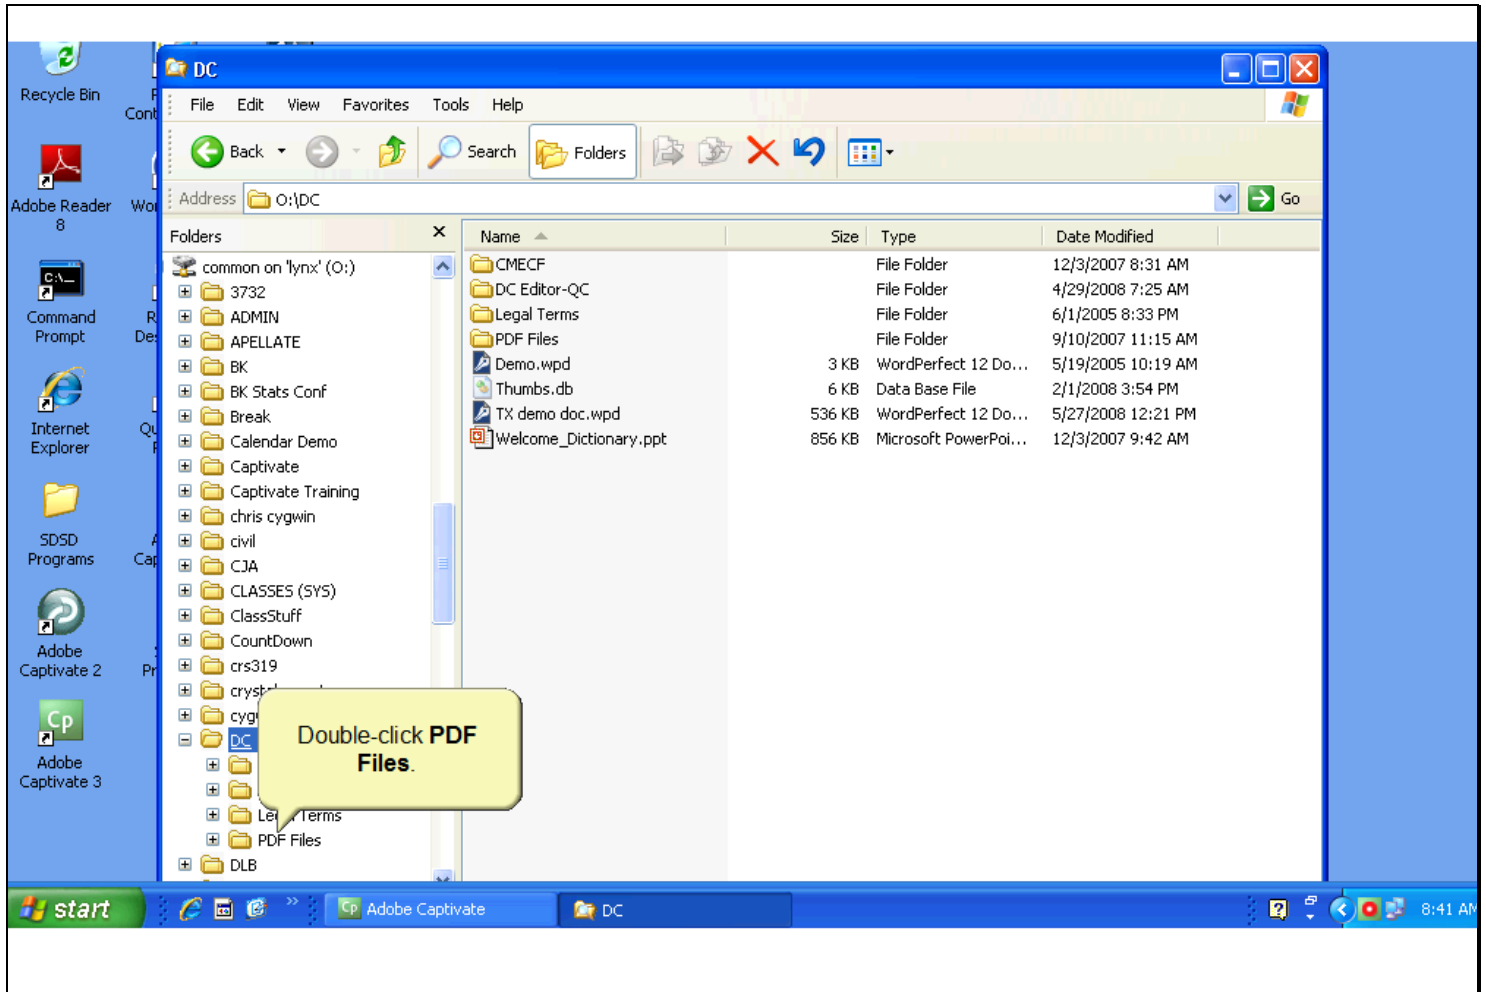 DC
File Edit View Favorites Tools Help
Back Search Folders
Address O:\DC Go
Folders
Name Size Type Date Modified
common on 'lynx' (O:)
3732
ADMIN
APELLATE
BK
BK Stats Conf
Break
Calendar Demo
Captivate
Captivate Training
chris cygwin
civil
CJA
CLASSES (SYS)
ClassStuff
CountDown
crs319
DC
Terms
PDF Files
DLB
CMECF File Folder 12/3/2007 8:31 AM
DC Editor-QC File Folder 4/29/2008 7:25 AM
Legal Terms File Folder 6/1/2005 8:33 PM
PDF Files File Folder 9/10/2007 11:15 AM
Demo.wpd 3 KB WordPerfect 12 Do... 5/19/2005 10:19 AM
Thumbs.db 6 KB Data Base File 2/1/2008 3:54 PM
TX demo doc.wpd 536 KB WordPerfect 12 Do... 5/27/2008 12:21 PM
Welcome_Dictionary.ppt 856 KB Microsoft PowerPoi... 12/3/2007 9:42 AM
Double-click PDF
Files.
Recycle Bin
Adobe Reader
8
Command
Prompt
Internet
Explorer
SDSD
Programs
Adobe
Captivate 2
Cp
Adobe
Captivate 3
start Adobe Captivate DC 8:41 AM